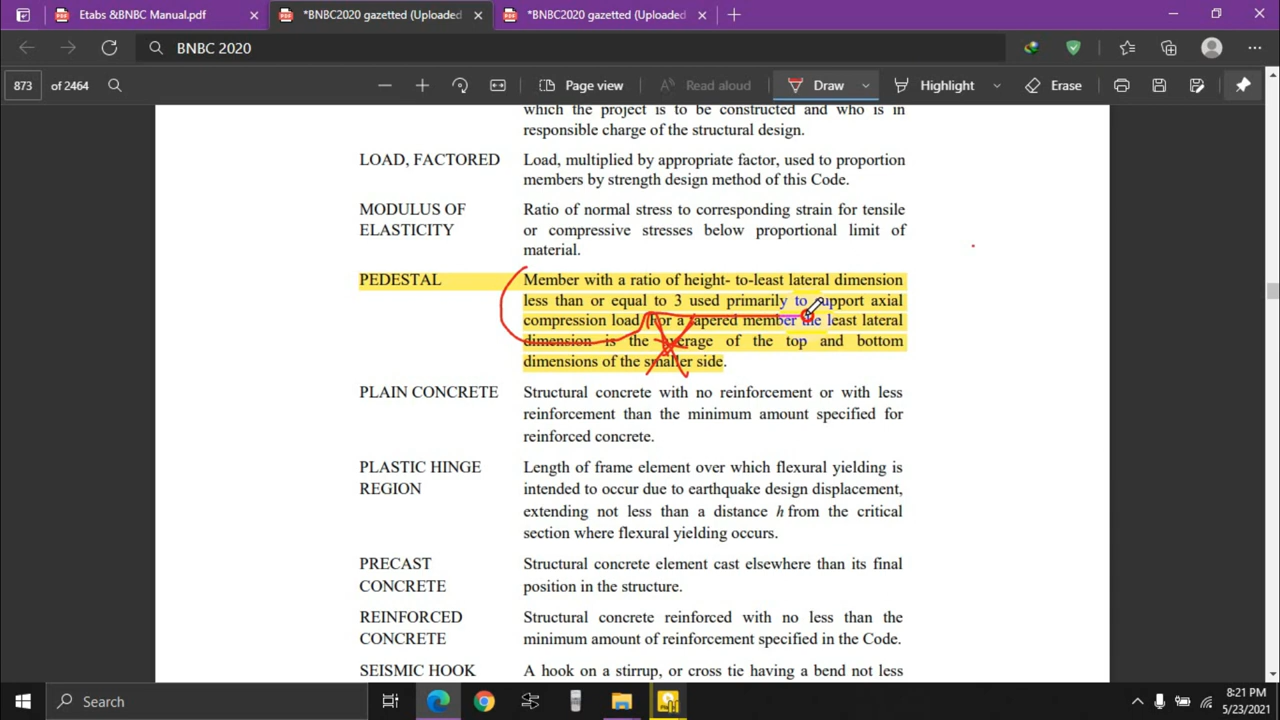 Etabs &BNBC Manual.pdf
*BNBC2020 gazetted (Uploaded
*BNBC2020 gazetted (Uploaded
BNBC 2020
873 of 2464
Page view
Read aloud
Draw
Highlight
Erase
which the project is to be constructed and who is in
responsible charge of the structural design.
LOAD, FACTORED Load, multiplied by appropriate factor, used to proportion
members by strength design method of this Code.
MODULUS OF Ratio of normal stress to corresponding strain for tensile
ELASTICITY or compressive stresses below proportional limit of
material.
PEDESTAL Member with a ratio of height- to-least lateral dimension
less than or equal to 3 used primarily to support axial
compression load (For a tapered member the least lateral
dimension is the average of the top and bottom
dimensions of the smaller side.
PLAIN CONCRETE Structural concrete with no reinforcement or with less
reinforcement than the minimum amount specified for
reinforced concrete.
PLASTIC HINGE Length of frame element over which flexural yielding is
REGION intended to occur due to earthquake design displacement,
extending not less than a distance h from the critical
section where flexural yielding occurs.
PRECAST Structural concrete element cast elsewhere than its final
CONCRETE position in the structure.
REINFORCED Structural concrete reinforced with no less than the
CONCRETE minimum amount of reinforcement specified in the Code.
SEISMIC HOOK A hook on a stirrup, or cross tie having a bend not less
Search
8:21 PM
5/23/2021